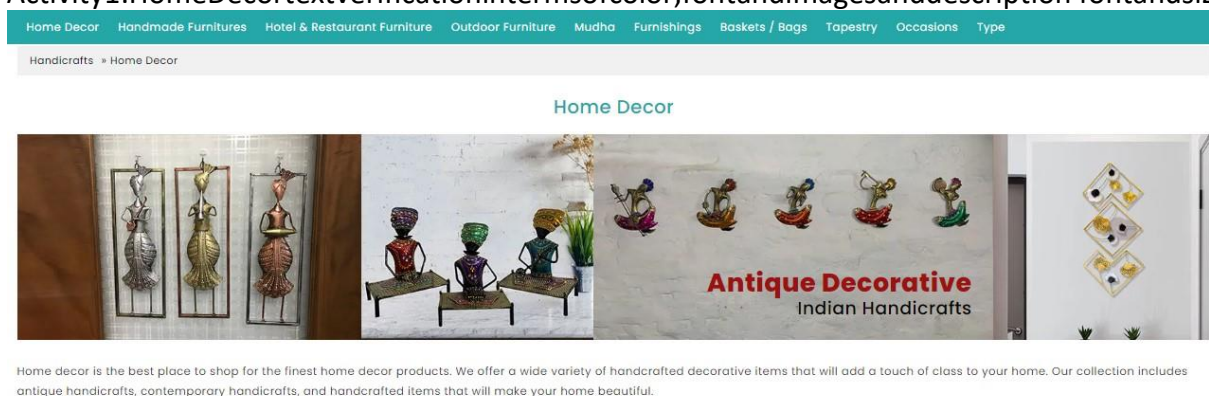 Activity1:HomeDecortextverificationintermsofcolor,fontandimagesanddescription fontandsiz
Home Decor Handmade Furnitures Hotel & Restaurant Furniture Outdoor Furniture Mudha Furnishings Baskets / Bags Tapestry Occasions Type
Handicrafts » Home Decor
Home Decor
Antique Decorative
Indian Handicrafts
Home decor is the best place to shop for the finest home decor products. We offer a wide variety of handcrafted decorative items that will add a touch of class to your home. Our collection includes
antique handicrafts, contemporary handicrafts, and handcrafted items that will make your home beautiful.